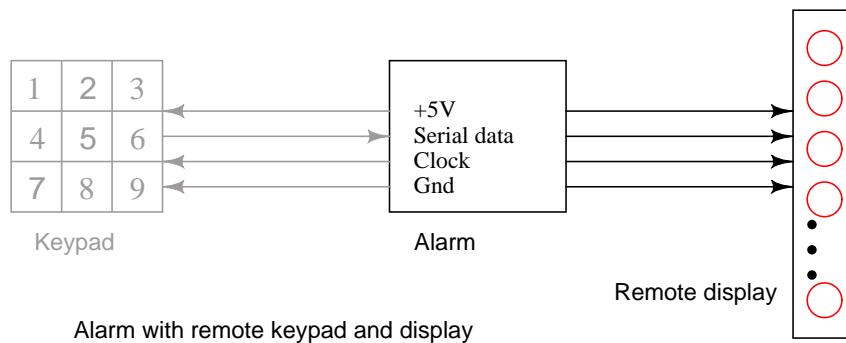 1 2 3
4 5 6
7 8 9
Keypad
+5V
Serial data
Clock
Gnd
Alarm
Remote display
Alarm with remote keypad and display